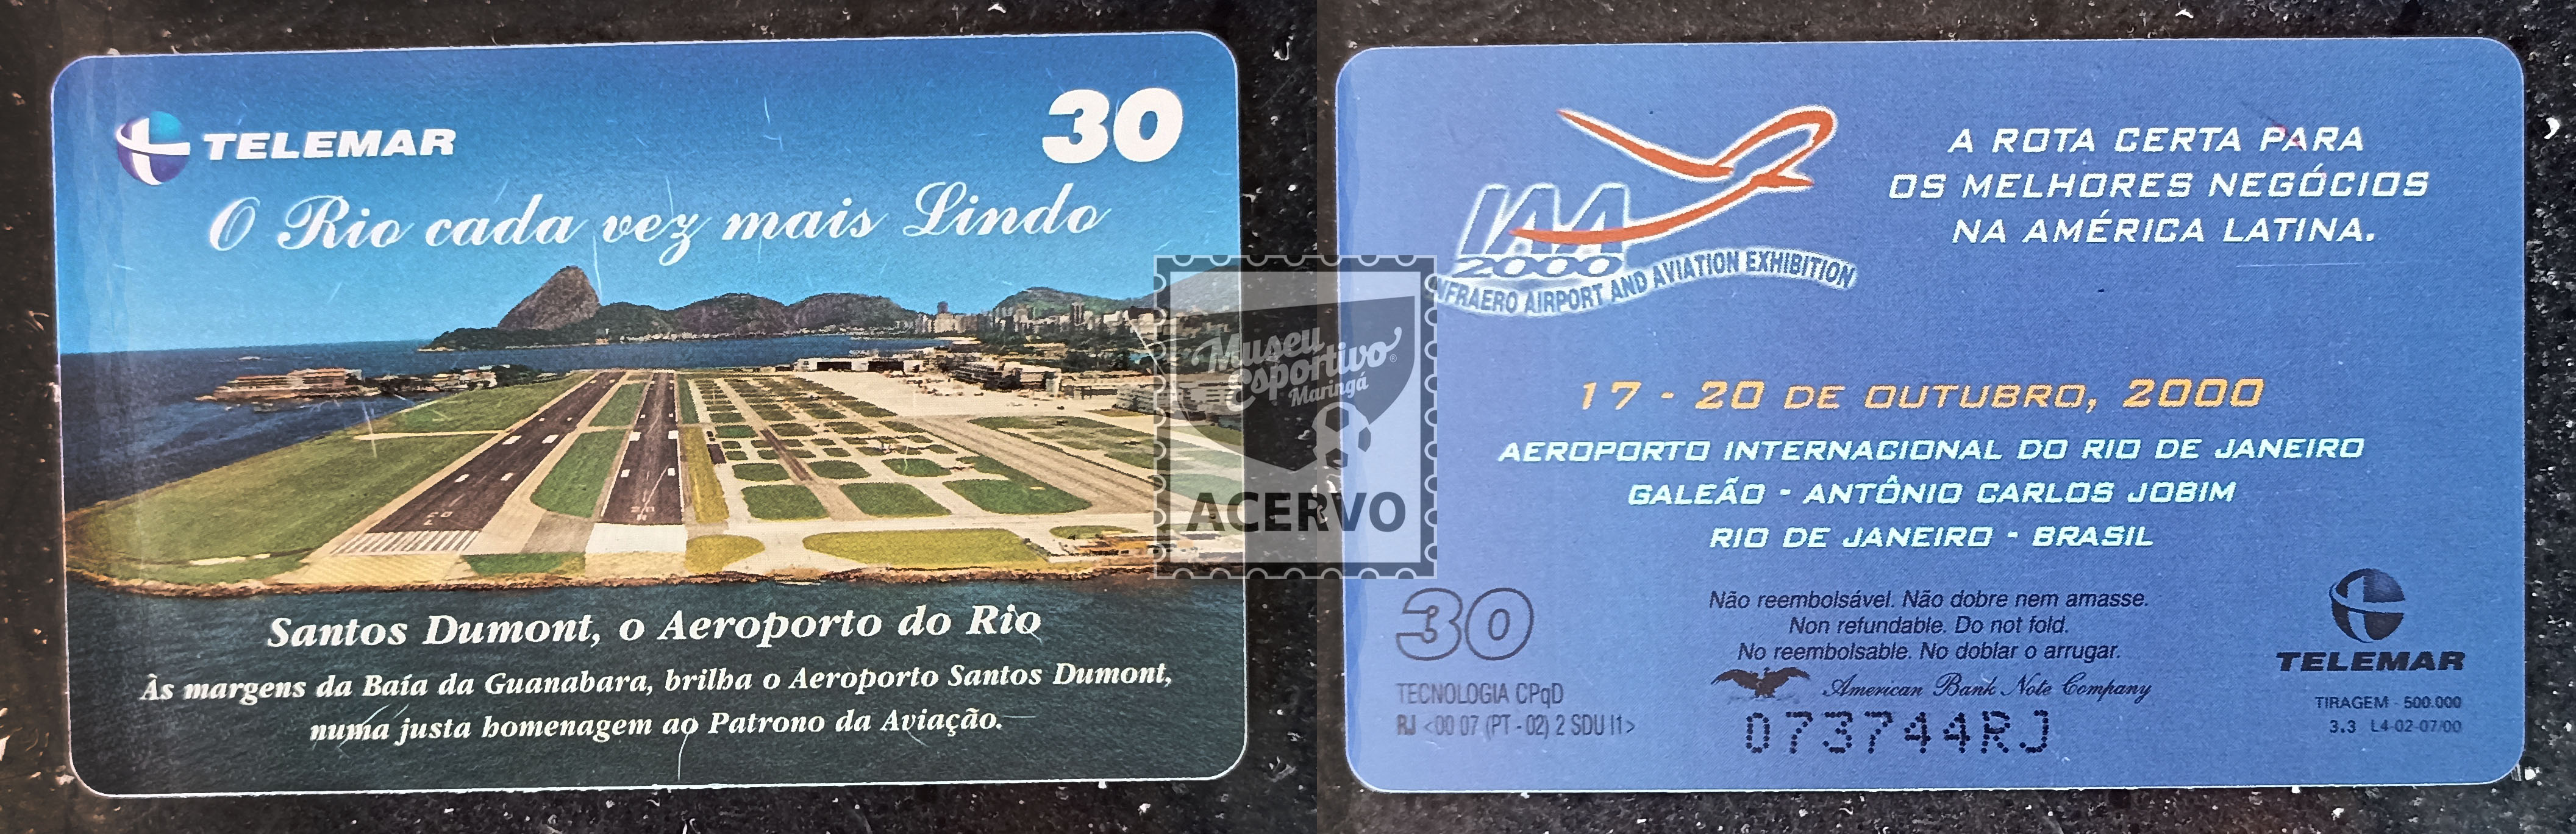 TELEMAR
30
O Rio cada vez mais Lindo
Santos Dumont, o Aeroporto do Rio
Às margens da Baía da Guanabara, brilha o Aeroporto Santos Dumont,
numa justa homenagem ao Patrono da Aviação.
Museu
Esportivo
Maringá
ACERVO
IAA
2000
INFRAERO AIRPORT AND AVIATION EXHIBITION
A ROTA CERTA PARA
OS MELHORES NEGÓCIOS
NA AMÉRICA LATINA.
17 - 20 DE OUTUBRO, 2000
AEROPORTO INTERNACIONAL DO RIO DE JANEIRO
GALEÃO - ANTÔNIO CARLOS JOBIM
RIO DE JANEIRO - BRASIL
30
Não reembolsável. Não dobre nem amasse.
Non refundable. Do not fold.
No reembolsable. No doblar o arrugar.
American Bank Note Company
TECNOLOGIA CPqD
RJ <00 07 (PT - 02) 2 SDU I1>
073744RJ
TELEMAR
TIRAGEM - 500.000
3.3 L4-02-07/00